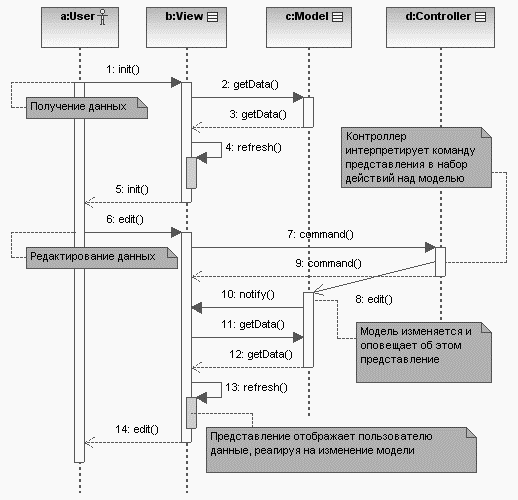 a:User
b:View
c:Model
d:Controller
1: init()
2: getData()
Получение данных
3: getData()
Контроллер
интерпретирует команду
представления в набор
действий над моделью
4: refresh()
5: init()
6: edit()
7: command()
Редактирование данных
9: command()
10: notify()
8: edit()
11: getData()
Модель изменяется и
оповещает об этом
представление
12: getData()
13: refresh()
14: edit()
Представление отображает пользователю
данные, реагируя на изменение модели